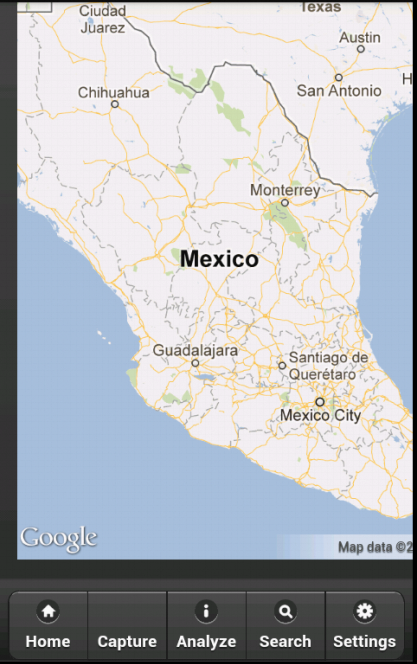 Texas
Ciudad
Juarez
Austin
Chihuahua
San Antonio
H
Monterrey
Mexico
Guadalajara
Santiago de
Querétaro
Mexico City
Google
Map data ©2
Home
Capture
Analyze
Search
Settings